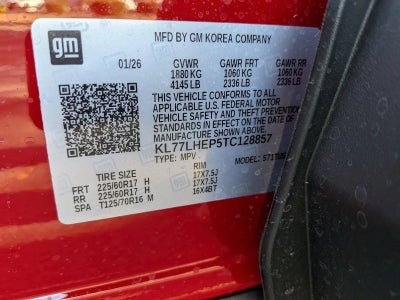 gm
MFD BY GM KOREA COMPANY
01/26 GVWR GAWR FRT GAWR RR
1880 KG 1060 KG 1060 KG
4145 LB 2336 LB 2336 LB
THIS VEHICLE CONFORMS TO ALL
APPLICABLE U.S. FEDERAL MOTOR
VEHICLE SAFETY AND THEFT PREVENTION
STANDARDS IN EFFECT ON THE DATE OF
MANUFACTURE SHOWN ABOVE.
KL77LHEP5TC128857
TYPE: MPV MODEL:
TIRE SIZE RIM
FRT 225/60R17 H 17X7.5J
RR 225/60R17 H 17X7.5J
SPA T125/70R16 M 16X4BT